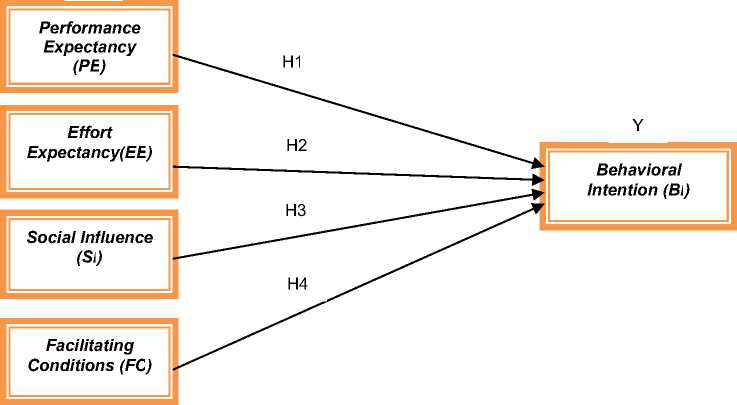 Performance
Expectancy
(PE)
H1
Effort
Expectancy(EE)
H2
Y
Behavioral
Intention (BI)
Social Influence
(SI)
H3
H4
Facilitating
Conditions (FC)